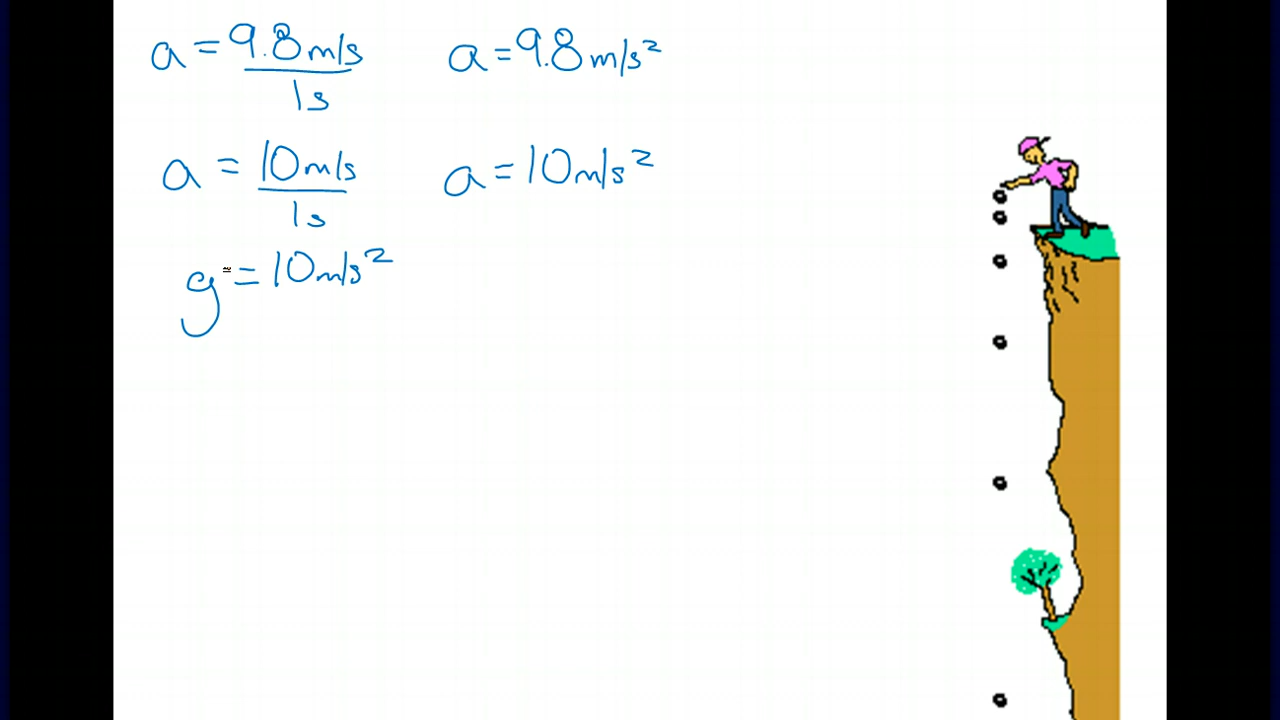 a = 9.8 m/s / 1s
a = 9.8 m/s²
a = 10 m/s / 1s
a = 10 m/s²
g = 10 m/s²